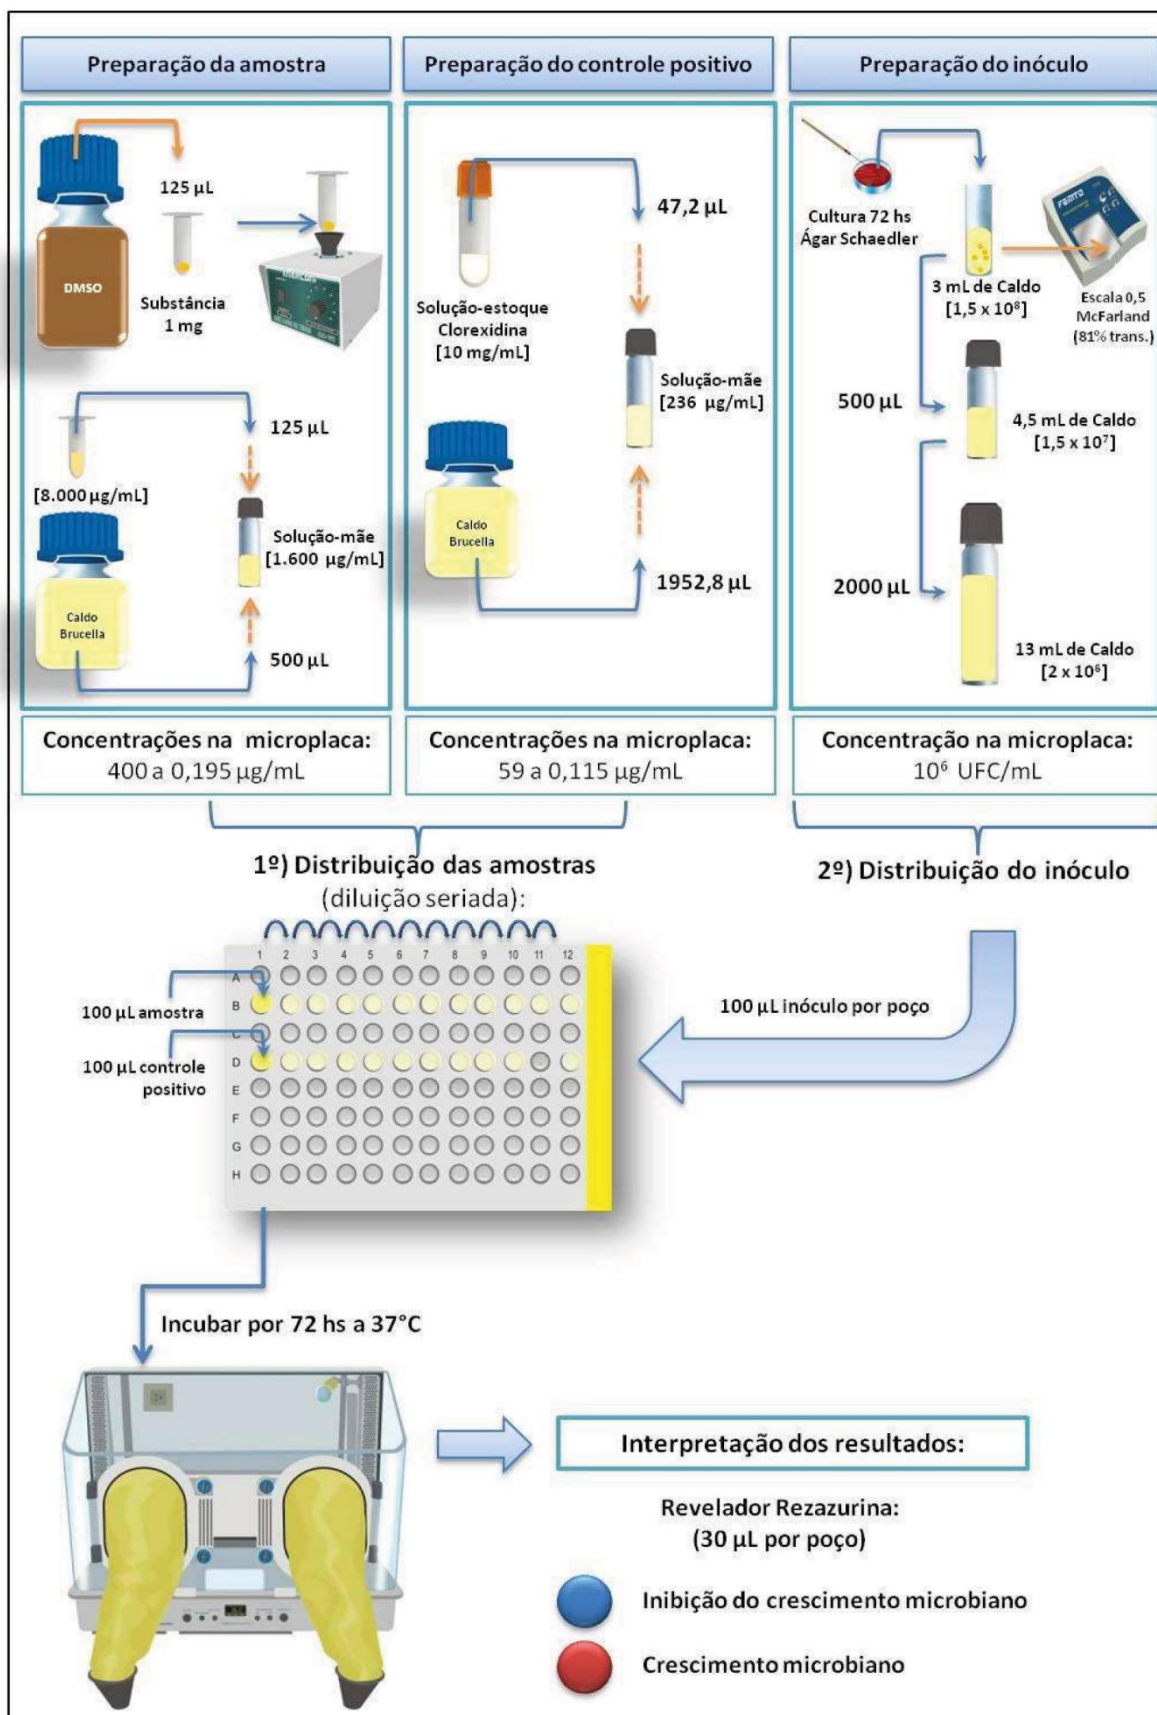 Preparação da amostra
125 µL
DMSO
Substância
1 mg
125 µL
[8.000 µg/mL]
Solução-mãe
[1.600 µg/mL]
Caldo
Brucella
500 µL
Concentrações na microplaca:
400 a 0,195 µg/mL
Preparação do controle positivo
47,2 µL
Solução-estoque
Clorexidina
[10 mg/mL]
Solução-mãe
[236 µg/mL]
Caldo
Brucella
1952,8 µL
Concentrações na microplaca:
59 a 0,115 µg/mL
Preparação do inóculo
Cultura 72 hs
Ágar Schaedler
FEMTO
3 mL de Caldo
[1,5 x 10⁸]
Escala 0,5
McFarland
(81% trans.)
500 µL
4,5 mL de Caldo
[1,5 x 10⁷]
2000 µL
13 mL de Caldo
[2 x 10⁶]
Concentração na microplaca:
10⁶ UFC/mL
1º) Distribuição das amostras
(diluição seriada):
2º) Distribuição do inóculo
1 2 3 4 5 6 7 8 9 10 11 12
A
B
C
D
E
F
G
H
100 µL amostra
100 µL controle
positivo
100 µL inóculo por poço
Incubar por 72 hs a 37°C
Interpretação dos resultados:
Revelador Rezazurina:
(30 µL por poço)
Inibição do crescimento microbiano
Crescimento microbiano